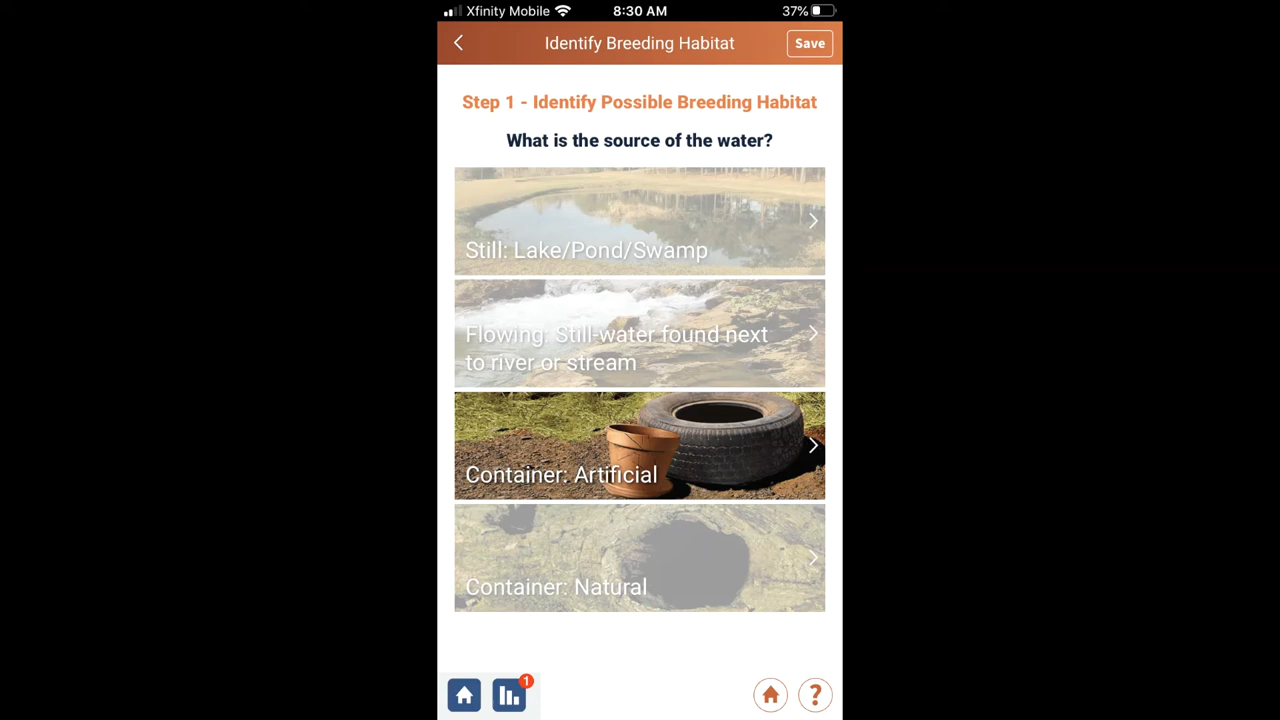 Xfinity Mobile 8:30 AM 37%
Identify Breeding Habitat Save
Step 1 - Identify Possible Breeding Habitat
What is the source of the water?
Still: Lake/Pond/Swamp
Flowing: Still-water found next
to river or stream
Container: Artificial
Container: Natural
1
?